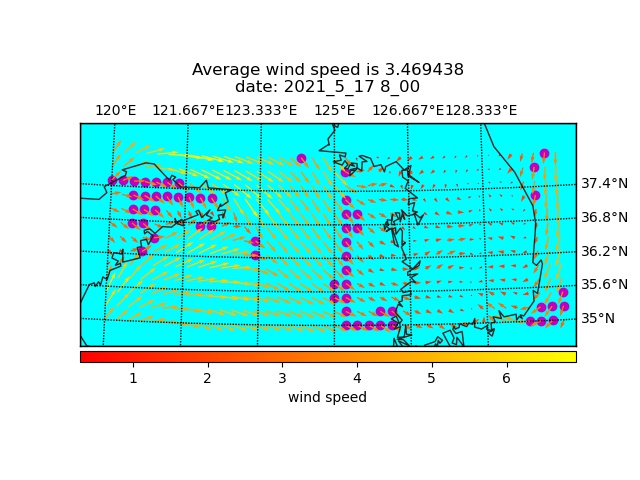 Average wind speed is 3.469438
date: 2021_5_17 8_00
120°E 121.667°E 123.333°E 125°E 126.667°E 128.333°E
37.4°N
36.8°N
36.2°N
35.6°N
35°N
1 2 3 4 5 6
wind speed